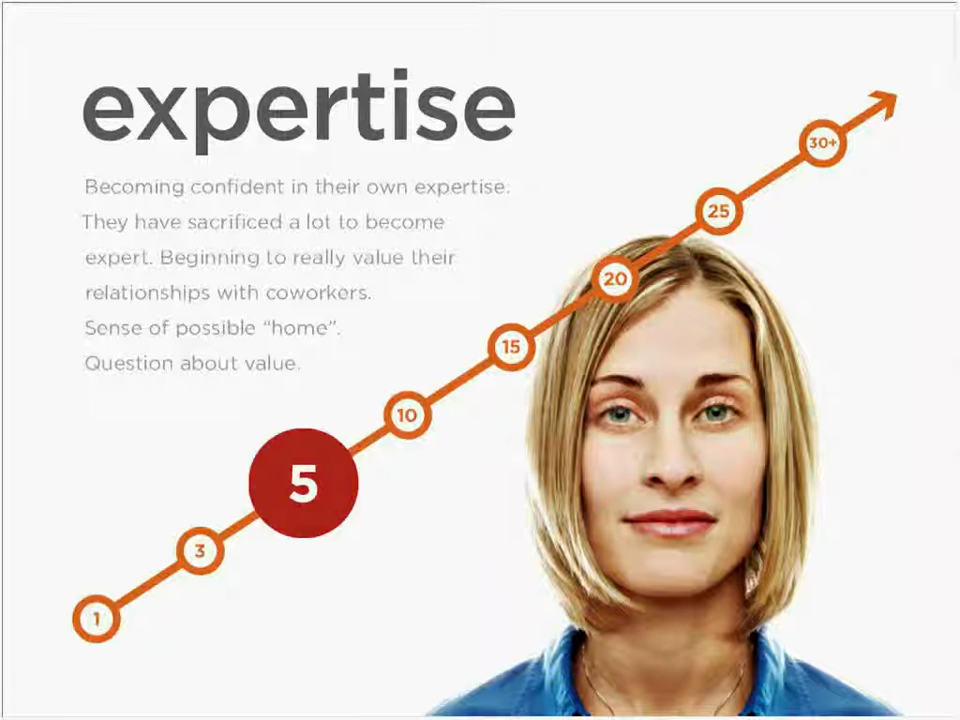 expertise
Becoming confident in their own expertise.
They have sacrificed a lot to become
expert. Beginning to really value their
relationships with coworkers.
Sense of possible “home”.
Question about value.
30+
25
20
15
10
5
3
1